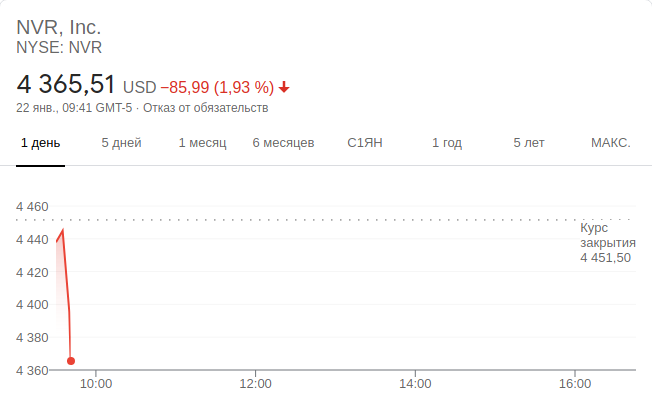 NVR, Inc.
NYSE: NVR
4 365,51 USD −85,99 (1,93 %)
22 янв., 09:41 GMT-5 · Отказ от обязательств
1 день 5 дней 1 месяц 6 месяцев С1ЯН 1 год 5 лет МАКС.
4 460
4 440
4 420
4 400
4 380
4 360
Курс
закрытия
4 451,50
10:00 12:00 14:00 16:00